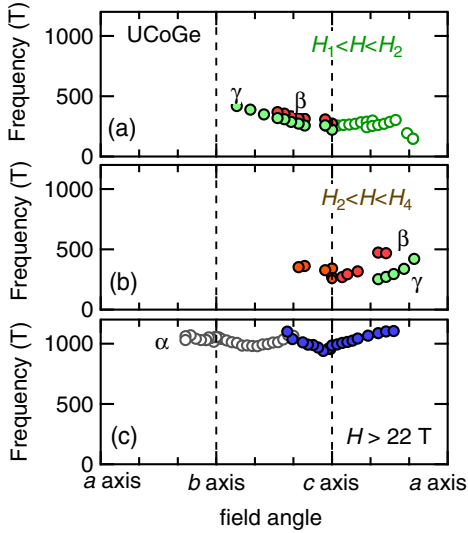 Frequency (T)
1000
500
0
UCoGe
H1<H<H2
γ
β
(a)
Frequency (T)
1000
500
0
H2<H<H4
β
γ
(b)
Frequency (T)
1000
500
0
α
(c)
H > 22 T
a axis
b axis
c axis
a axis
field angle